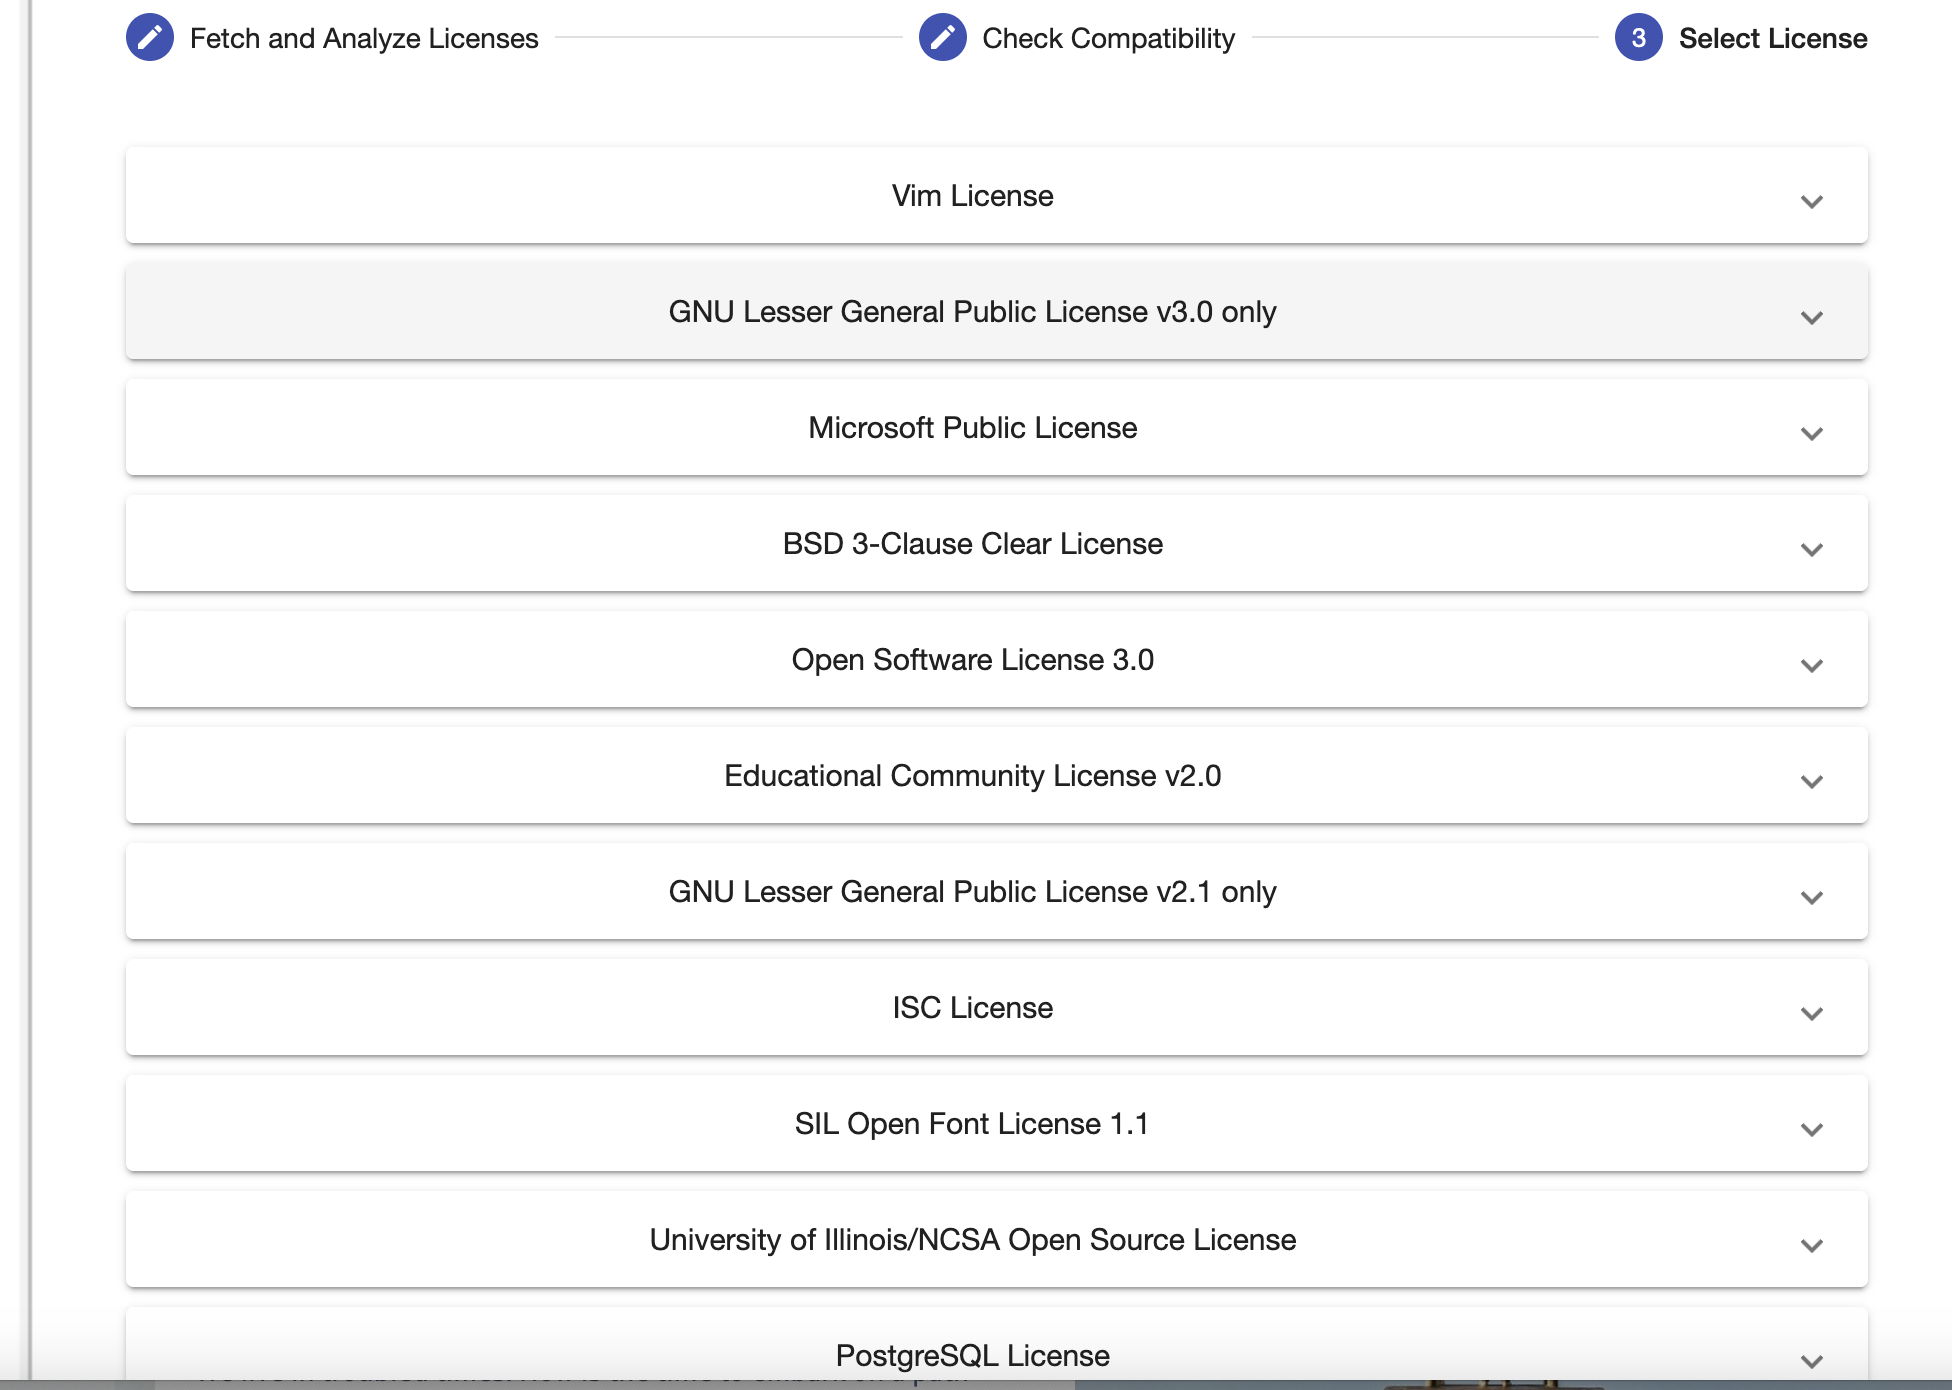 Fetch and Analyze Licenses
Check Compatibility
3 Select License
Vim License
GNU Lesser General Public License v3.0 only
Microsoft Public License
BSD 3-Clause Clear License
Open Software License 3.0
Educational Community License v2.0
GNU Lesser General Public License v2.1 only
ISC License
SIL Open Font License 1.1
University of Illinois/NCSA Open Source License
PostgreSQL License